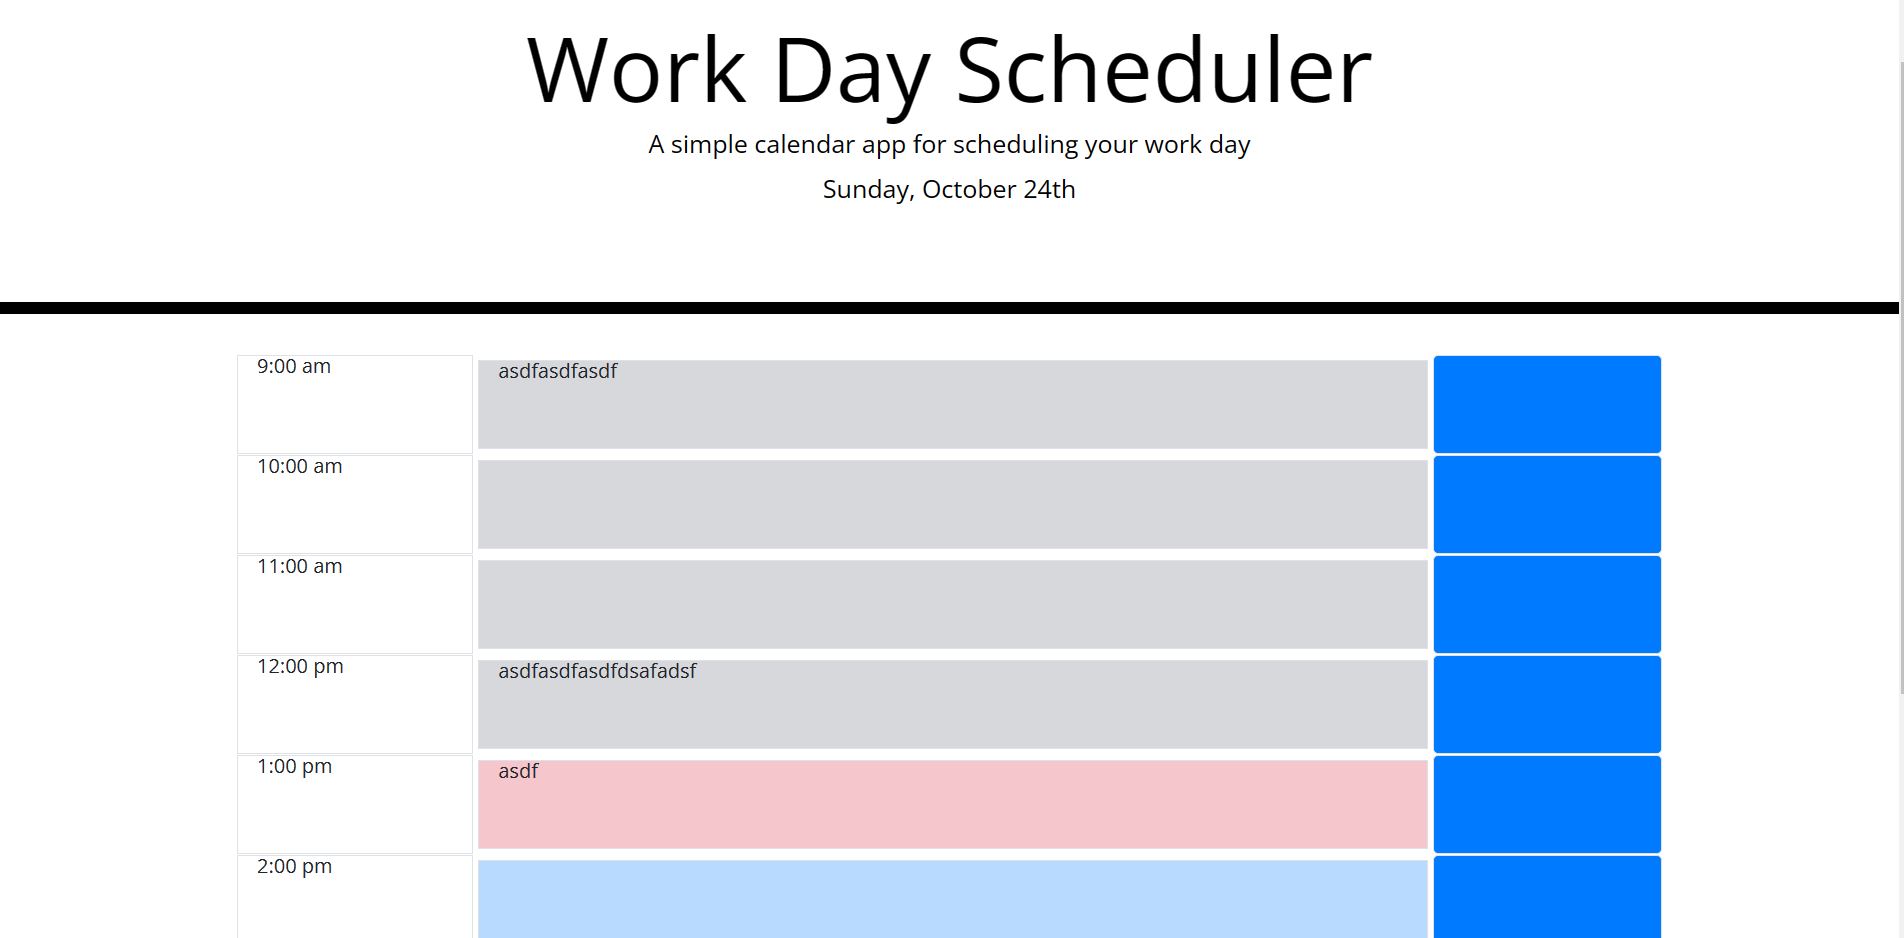 Work Day Scheduler
A simple calendar app for scheduling your work day
Sunday, October 24th
9:00 am asdfasdfasdf
10:00 am
11:00 am
12:00 pm asdfasdfasdfdsafadsf
1:00 pm asdf
2:00 pm